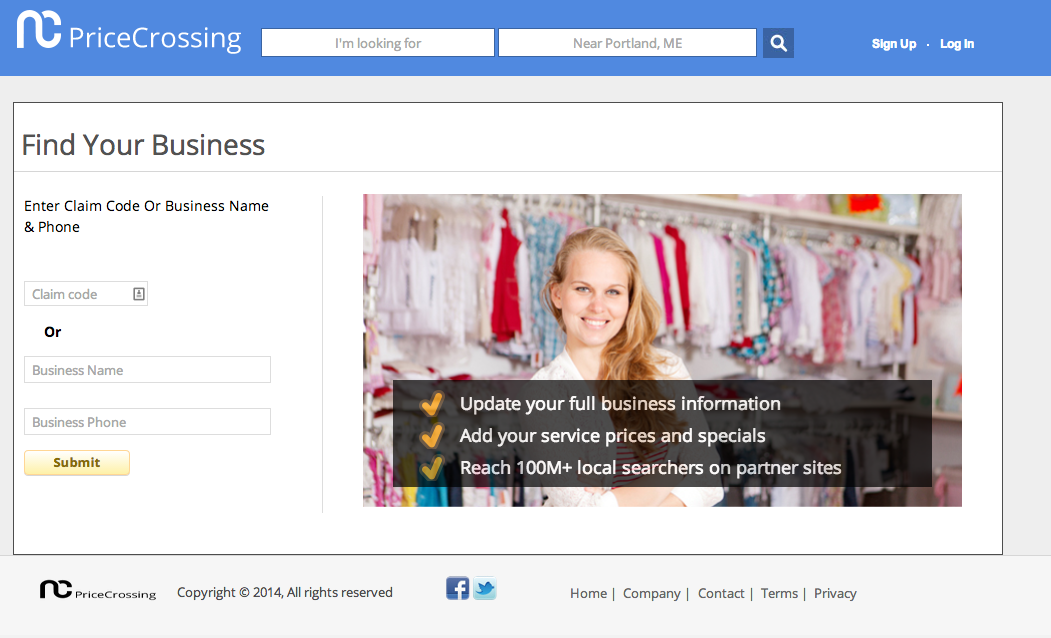 PriceCrossing
I'm looking for
Near Portland, ME
Sign Up · Log In
Find Your Business
Enter Claim Code Or Business Name
& Phone
Claim code
Or
Business Name
Business Phone
Submit
Update your full business information
Add your service prices and specials
Reach 100M+ local searchers on partner sites
PriceCrossing
Copyright © 2014, All rights reserved
Home | Company | Contact | Terms | Privacy